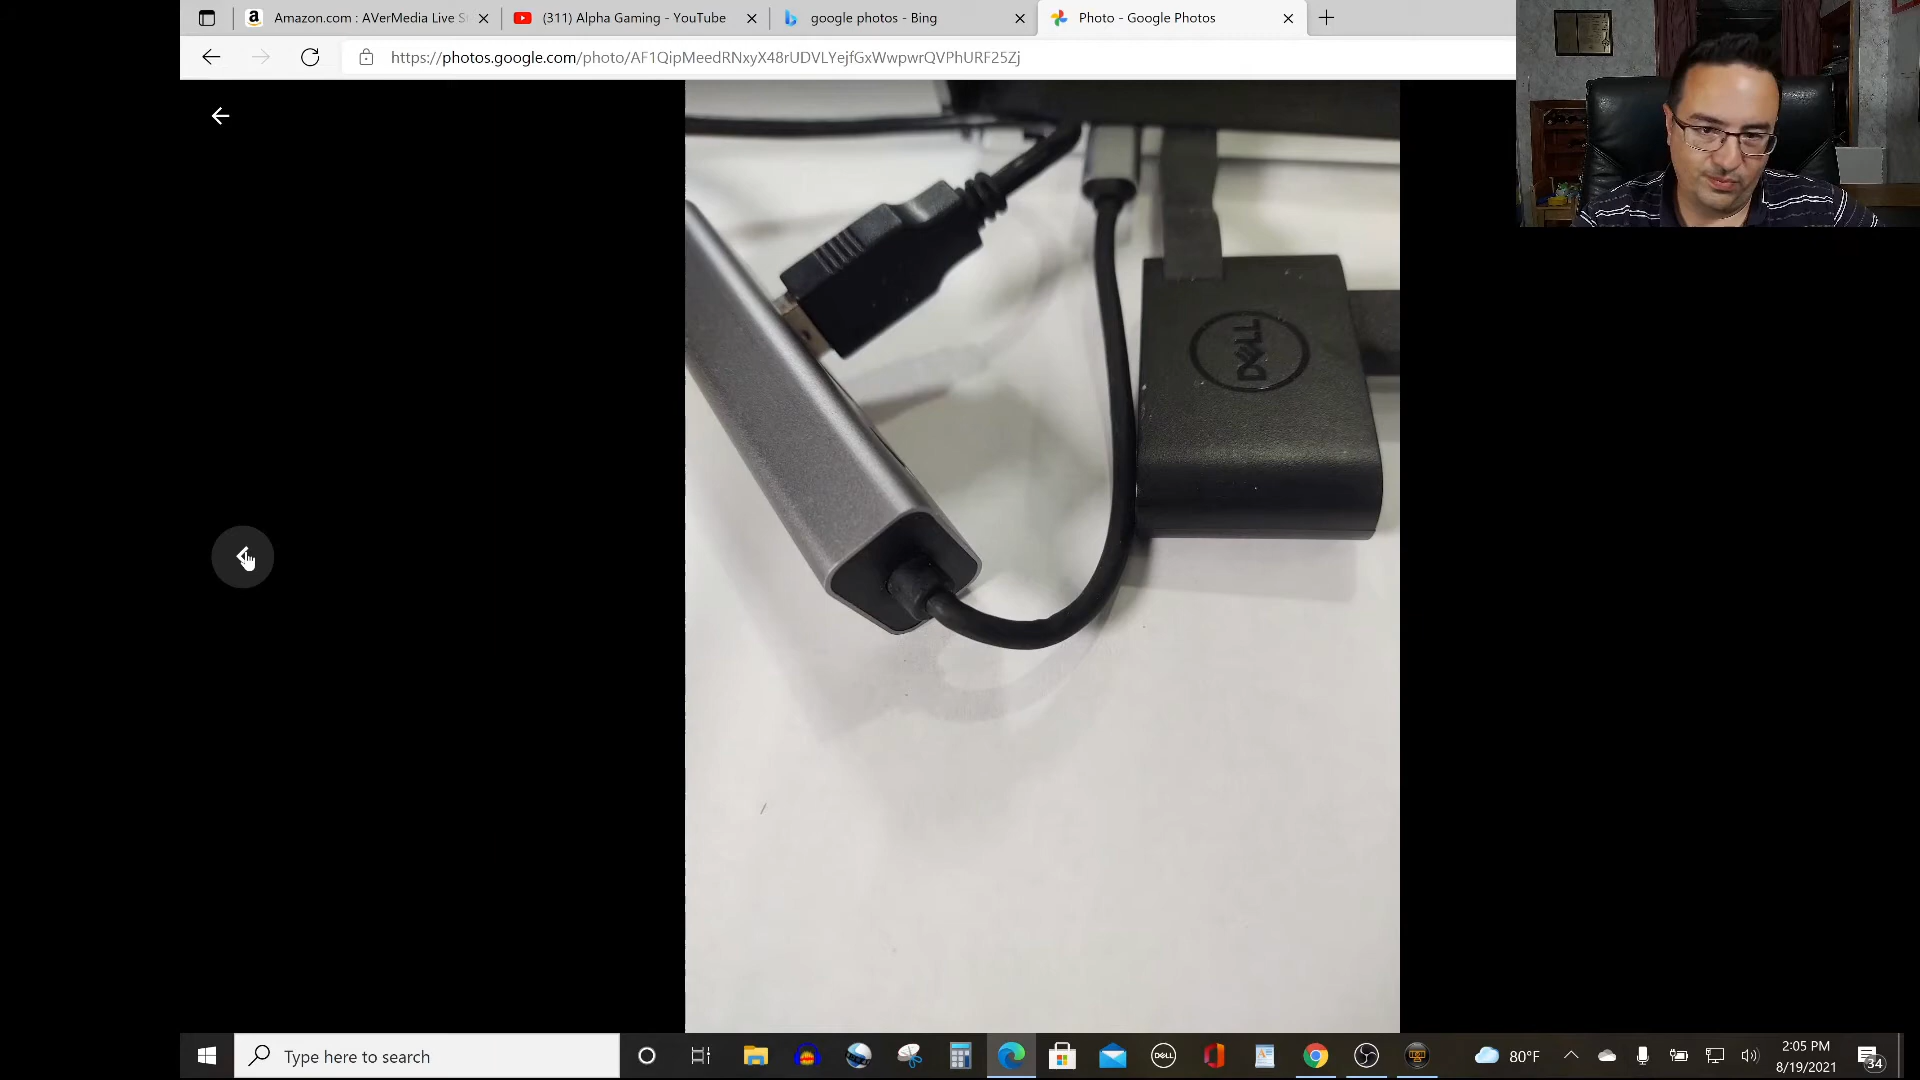 Amazon.com : AVerMedia Live S
(311) Alpha Gaming - YouTube
google photos - Bing
Photo - Google Photos
https://photos.google.com/photo/AF1QipMeedRNxyX48rUDVLYejfGxWwpwrQVPhURF25Zj
DELL
Type here to search
DELL
80°F
2:05 PM
8/19/2021
34